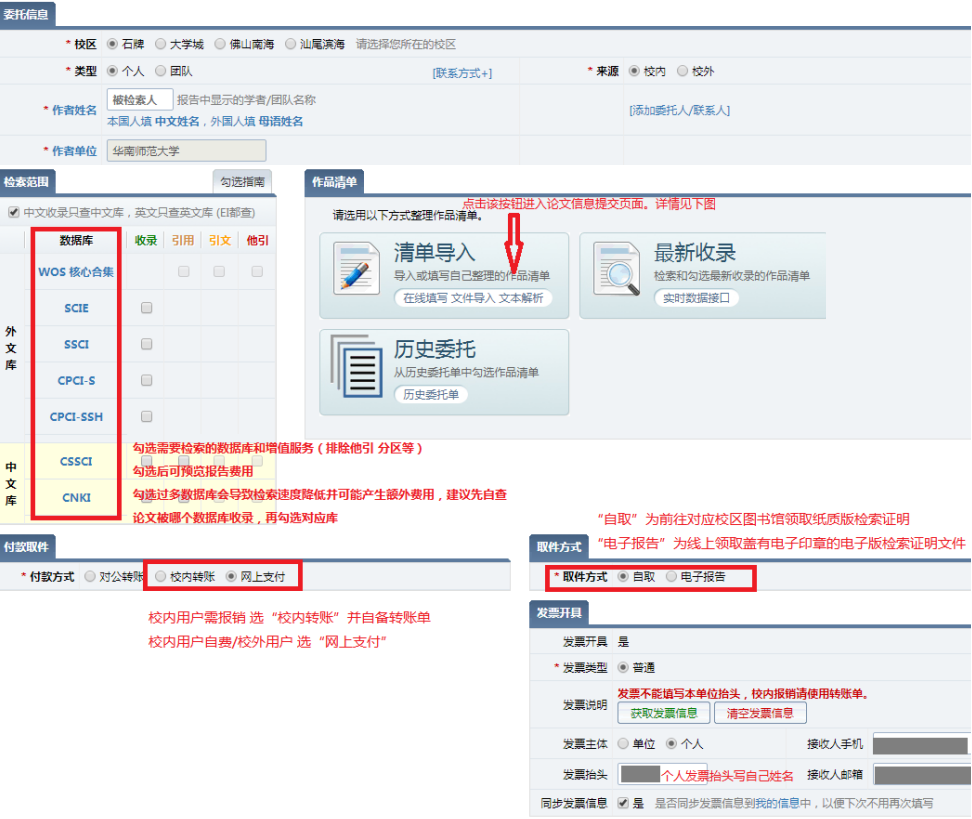 委托信息
* 校区 石牌 大学城 佛山南海 汕尾滨海 请选择您所在的校区
* 类型 个人 团队 [联系方式+] * 来源 校内 校外
* 作者姓名 被检索人 报告中显示的学者/团队名称 [添加委托人/联系人]
本国人填 中文姓名，外国人填 母语姓名
* 作者单位 华南师范大学
检索范围 勾选指南
中文收录只查中文库，英文只查英文库 (EI都查)
数据库 收录 引用 引文 他引
外文库
WOS 核心合集
SCIE
SSCI
CPCI-S
CPCI-SSH
中文库
CSSCI
CNKI
作品清单
点击该按钮进入论文信息提交页面。详情见下图
请选用以下方式整理作品清单。
清单导入
导入或填写自己整理的作品清单
在线填写 文件导入 文本解析
最新收录
检索和勾选最新收录的作品清单
实时数据接口
历史委托
从历史委托单中勾选作品清单
历史委托单
勾选需要检索的数据库和增值服务（排除他引 分区等）
勾选后可预览报告费用
勾选过多数据库会导致检索速度降低并可能产生额外费用，建议先自查
论文被哪个数据库收录，再勾选对应库
付款取件
* 付款方式 对公转账 校内转账 网上支付
校内用户需报销 选“校内转账”并自备转账单
校内用户自费/校外用户 选“网上支付”
“自取”为前往对应校区图书馆领取纸质版检索证明
“电子报告”为线上领取盖有电子印章的电子版检索证明文件
取件方式
* 取件方式 自取 电子报告
发票开具
发票开具 是
* 发票类型 普通
发票说明 发票不能填写本单位抬头，校内报销请使用转账单。
获取发票信息 清空发票信息
发票主体 单位 个人 接收人手机
发票抬头 个人发票抬头写自己姓名 接收人邮箱
同步发票信息 是 是否同步发票信息到我的信息中，以便下次不用再次填写